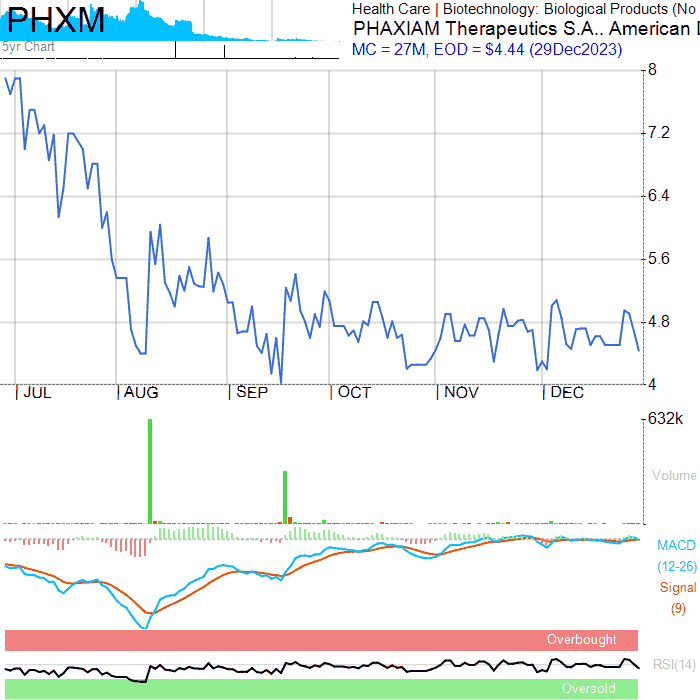 PHXM
5yr Chart
Health Care | Biotechnology: Biological Products (No
PHAXIAM Therapeutics S.A.. American
MC = 27M, EOD = $4.44 (29Dec2023)
8
7.2
6.4
5.6
4.8
4
JUL AUG SEP OCT NOV DEC
632k
Volume
MACD
(12-26)
Signal
(9)
Overbought
RSI(14)
Oversold